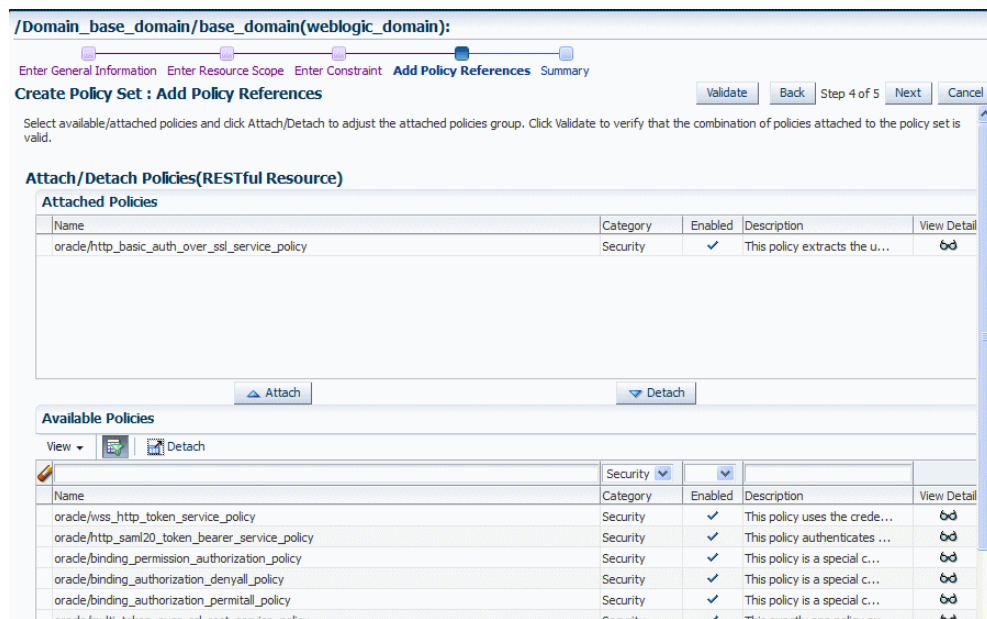 /Domain_base_domain/base_domain(weblogic_domain):
Enter General Information Enter Resource Scope Enter Constraint Add Policy References Summary
Create Policy Set : Add Policy References Validate Back Step 4 of 5 Next Cancel
Select available/attached policies and click Attach/Detach to adjust the attached policies group. Click Validate to verify that the combination of policies attached to the policy set is
valid.
Attach/Detach Policies(RESTful Resource)
Attached Policies
Name Category Enabled Description View Detail
oracle/http_basic_auth_over_ssl_service_policy Security This policy extracts the u...
Attach Detach
Available Policies
View Detach
Security
Name Category Enabled Description View Detail
oracle/wss_http_token_service_policy Security This policy uses the crede...
oracle/http_saml20_token_bearer_service_policy Security This policy authenticates ...
oracle/binding_permission_authorization_policy Security This policy is a special c...
oracle/binding_authorization_denyall_policy Security This policy is a special c...
oracle/binding_authorization_permitall_policy Security This policy is a special c...